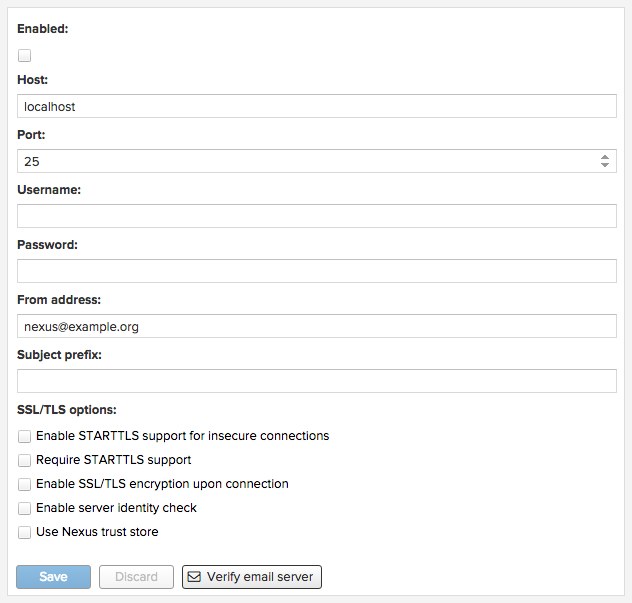 Enabled:
Host:
localhost
Port:
25
Username:
Password:
From address:
nexus@example.org
Subject prefix:
SSL/TLS options:
Enable STARTTLS support for insecure connections
Require STARTTLS support
Enable SSL/TLS encryption upon connection
Enable server identity check
Use Nexus trust store
Save Discard Verify email server